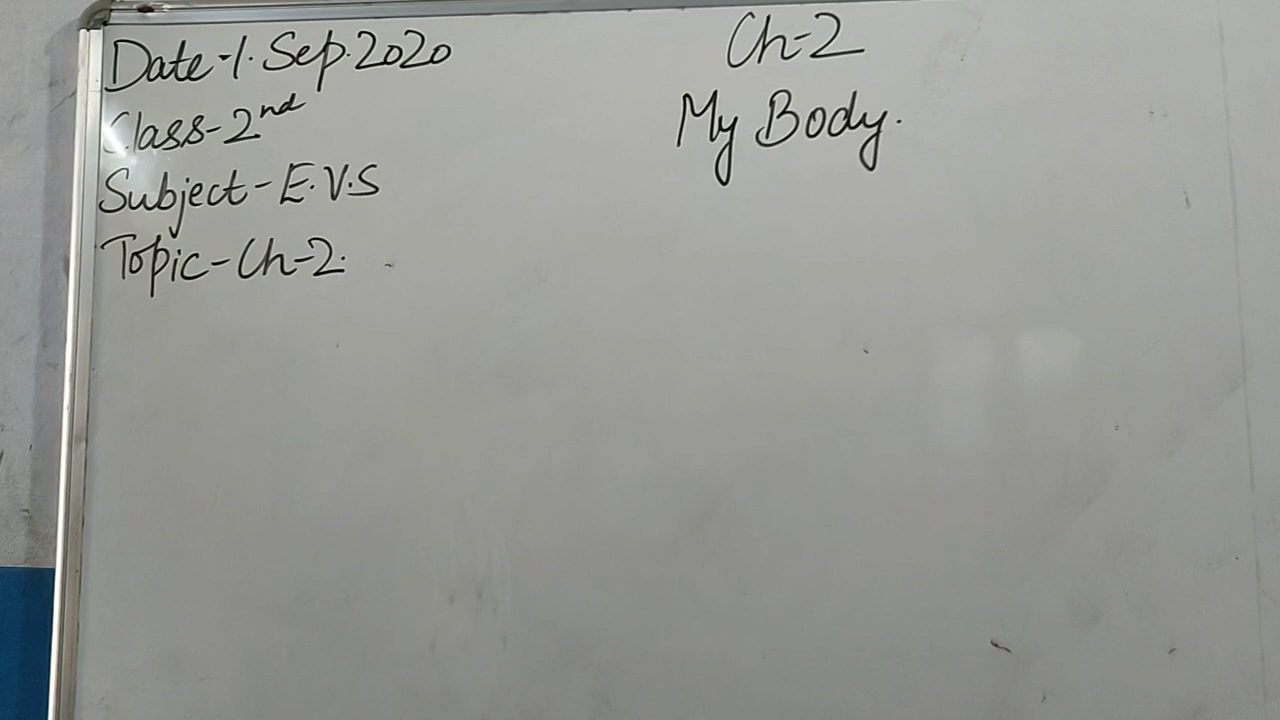 Date-1.Sep.2020
Class-2nd
Subject-E.V.S
Topic-Ch-2.
Ch-2
My Body.